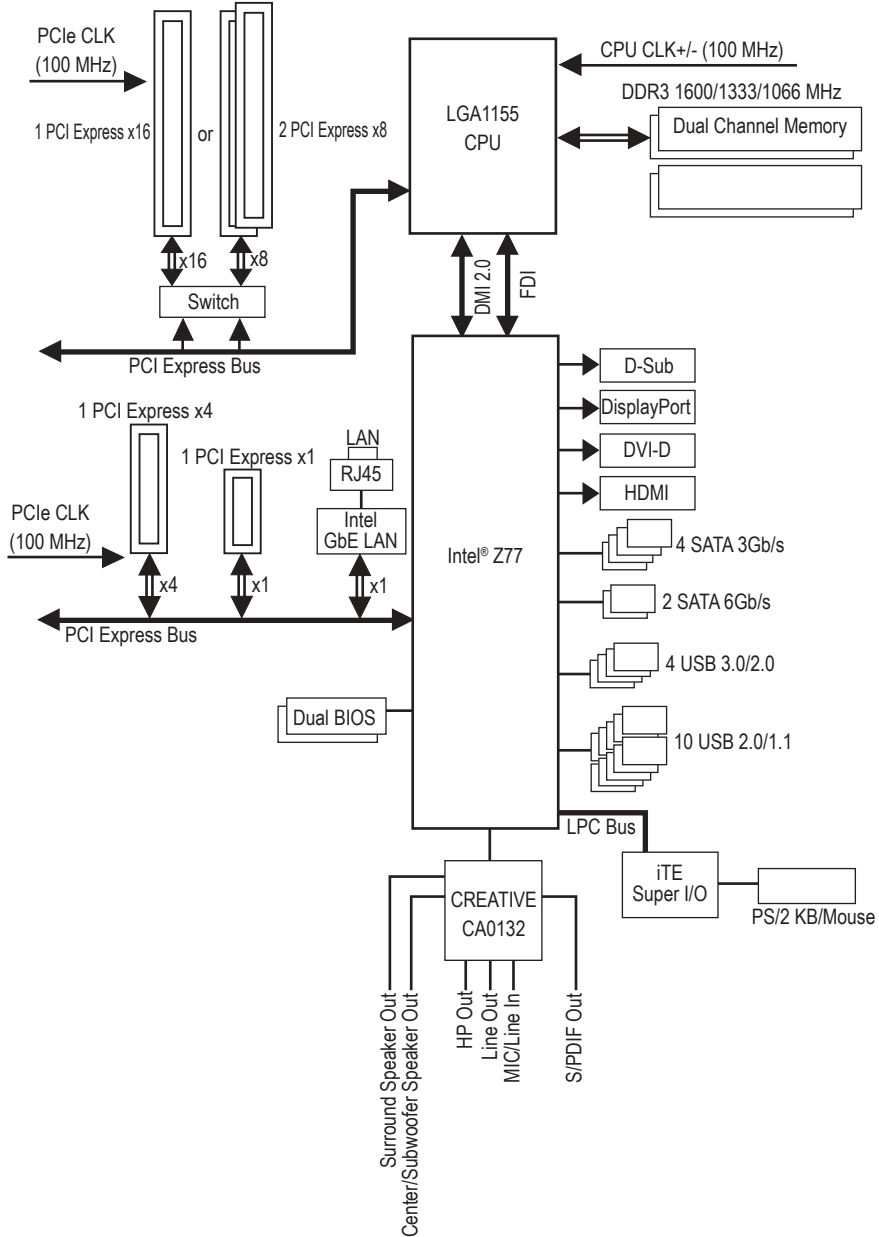 PCIe CLK
(100 MHz)
1 PCI Express x16
or
2 PCI Express x8
x16
x8
Switch
PCI Express Bus
LGA1155
CPU
CPU CLK+/- (100 MHz)
DDR3 1600/1333/1066 MHz
Dual Channel Memory
DMI 2.0
FDI
1 PCI Express x4
1 PCI Express x1
LAN
RJ45
Intel
GbE LAN
PCIe CLK
(100 MHz)
x4
x1
x1
PCI Express Bus
Intel® Z77
D-Sub
DisplayPort
DVI-D
HDMI
4 SATA 3Gb/s
2 SATA 6Gb/s
4 USB 3.0/2.0
10 USB 2.0/1.1
Dual BIOS
LPC Bus
iTE
Super I/O
PS/2 KB/Mouse
CREATIVE
CA0132
Surround Speaker Out
Center/Subwoofer Speaker Out
HP Out
Line Out
MIC/Line In
S/PDIF Out